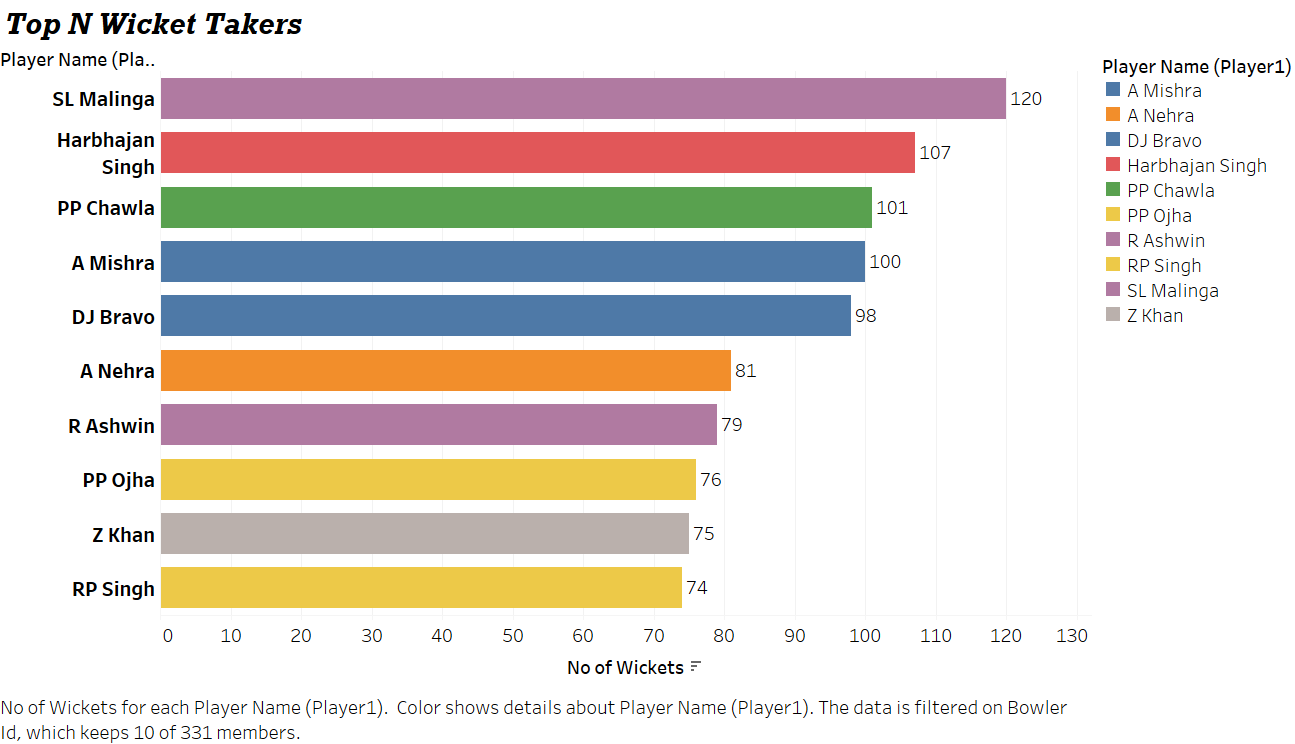 Top N Wicket Takers
Player Name (Pla..
SL Malinga
120
Harbhajan
Singh
107
PP Chawla
101
A Mishra
100
DJ Bravo
98
A Nehra
81
R Ashwin
79
PP Ojha
76
Z Khan
75
RP Singh
74
0 10 20 30 40 50 60 70 80 90 100 110 120 130
No of Wickets
Player Name (Player1)
A Mishra
A Nehra
DJ Bravo
Harbhajan Singh
PP Chawla
PP Ojha
R Ashwin
RP Singh
SL Malinga
Z Khan
No of Wickets for each Player Name (Player1).  Color shows details about Player Name (Player1). The data is filtered on Bowler
Id, which keeps 10 of 331 members.